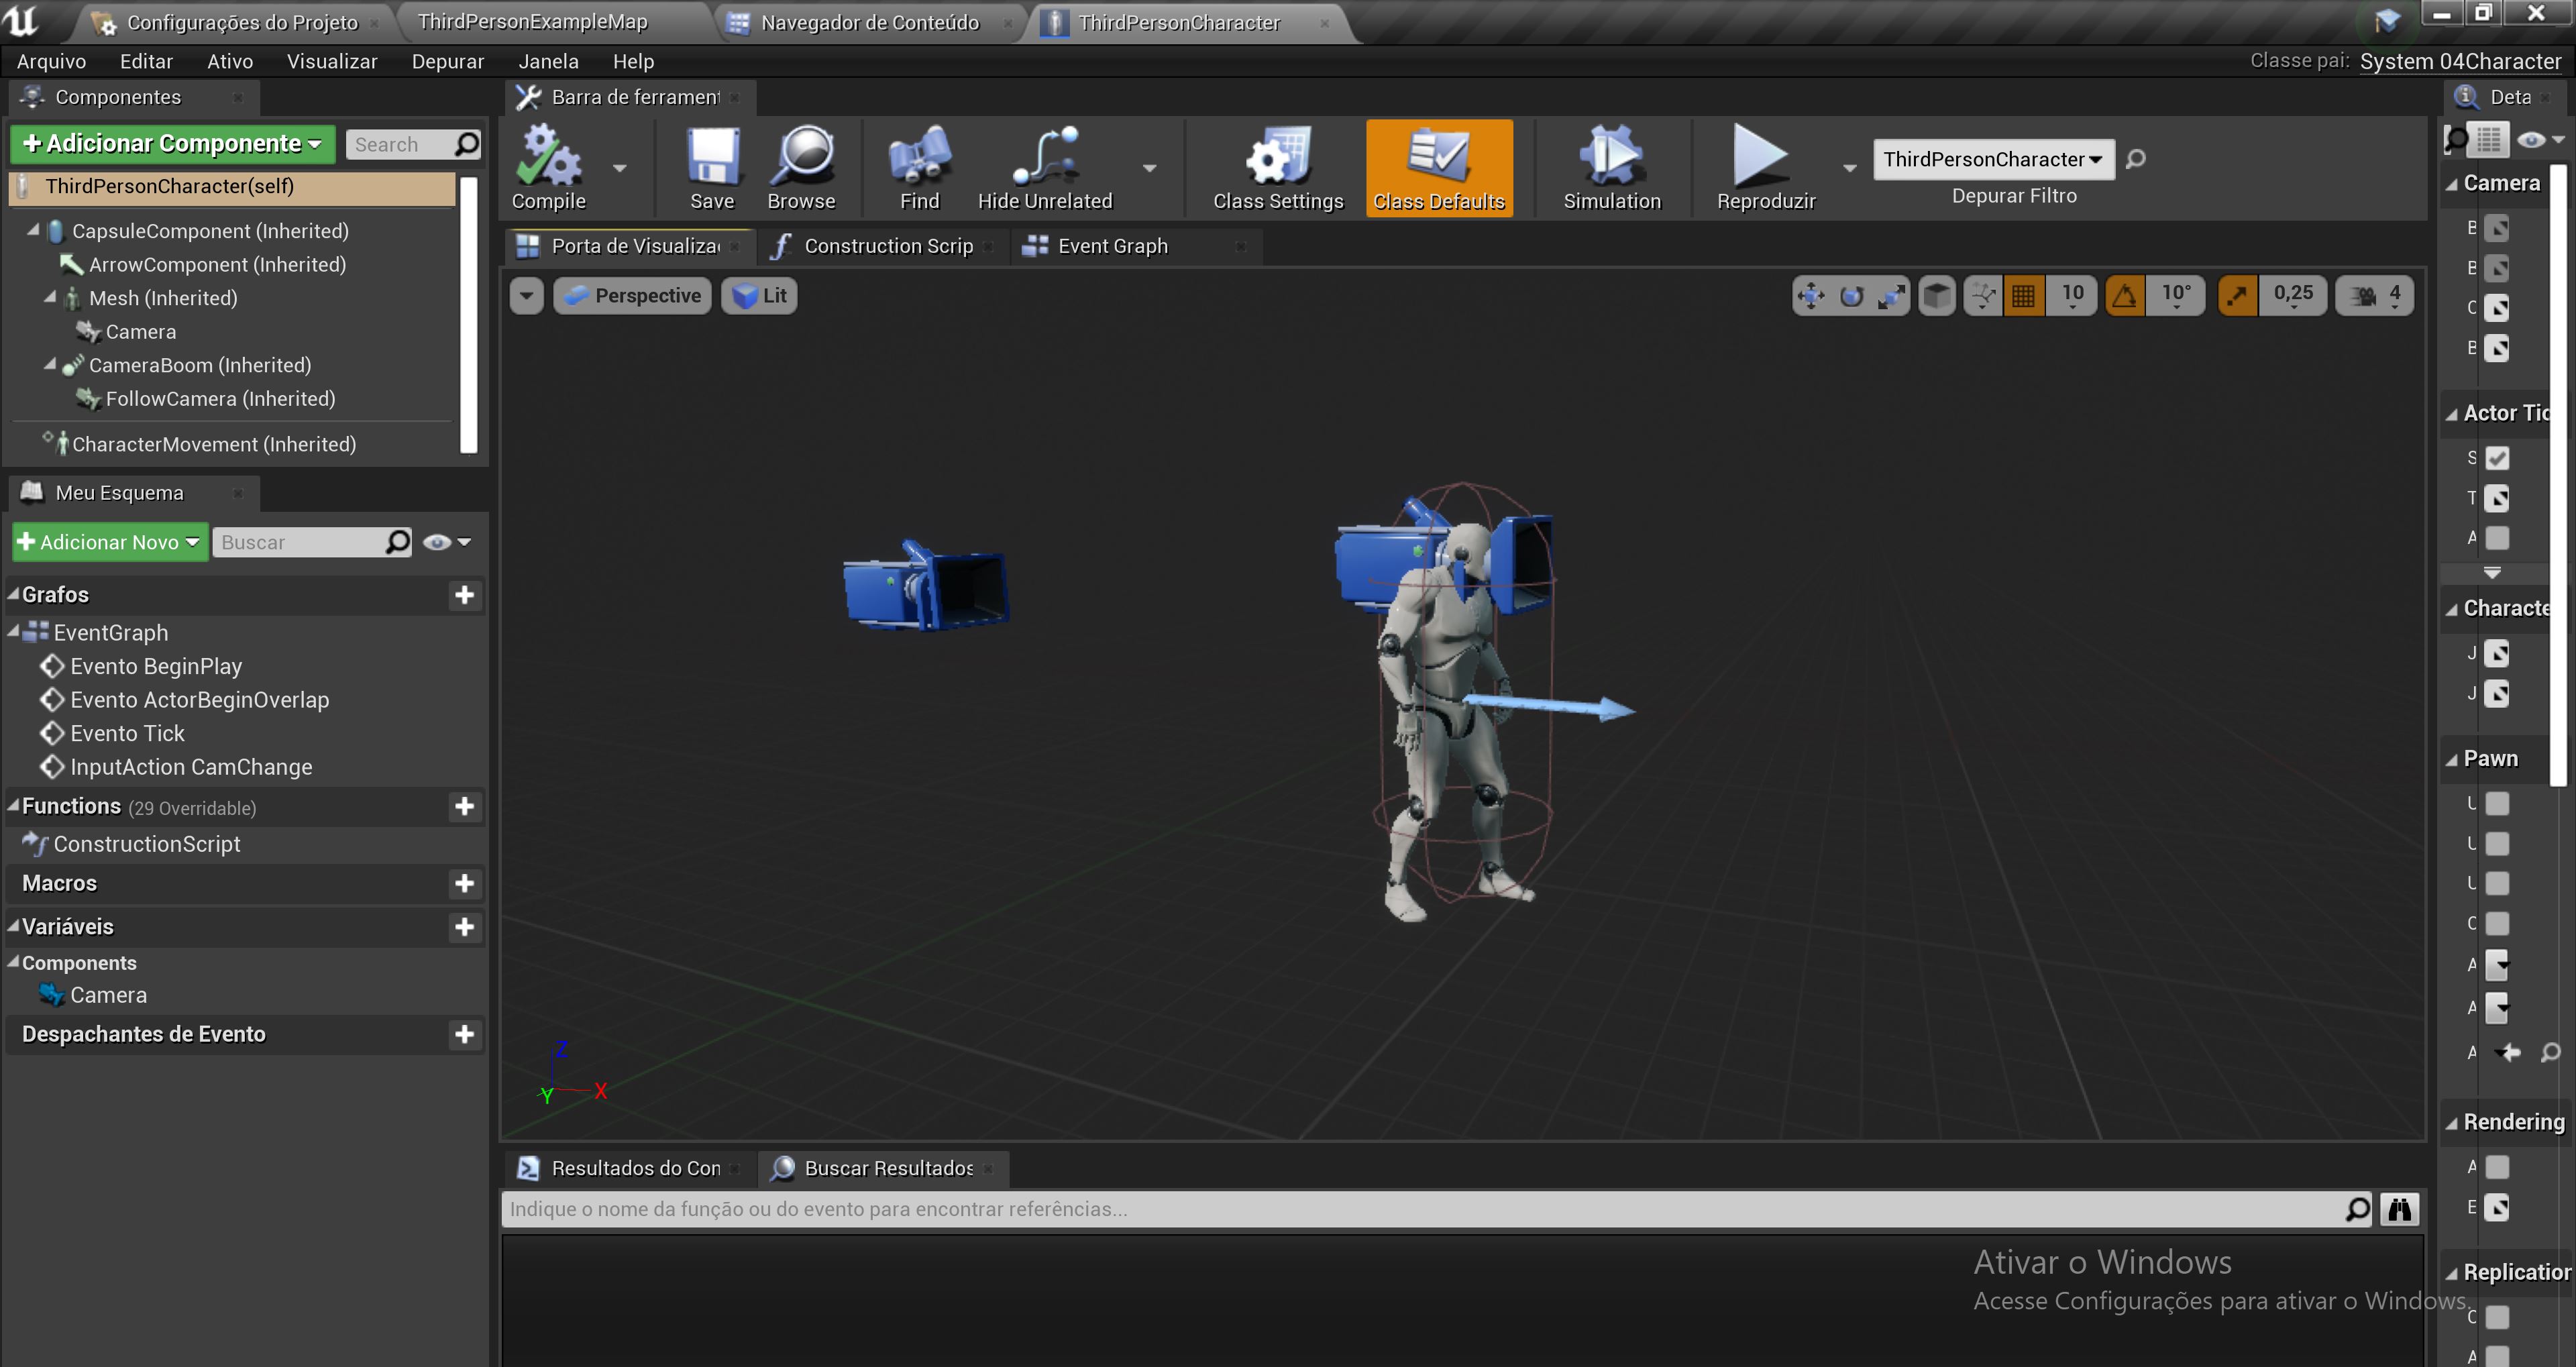 Configurações do Projeto
ThirdPersonExampleMap
Navegador de Conteúdo
ThirdPersonCharacter
Arquivo Editar Ativo Visualizar Depurar Janela Help
Classe pai: System 04Character
Componentes
Adicionar Componente
Search
ThirdPersonCharacter(self)
CapsuleComponent (Inherited)
ArrowComponent (Inherited)
Mesh (Inherited)
Camera
CameraBoom (Inherited)
FollowCamera (Inherited)
CharacterMovement (Inherited)
Meu Esquema
Adicionar Novo
Buscar
Grafos
EventGraph
Evento BeginPlay
Evento ActorBeginOverlap
Evento Tick
InputAction CamChange
Functions (29 Overridable)
ConstructionScript
Macros
Variáveis
Components
Camera
Despachantes de Evento
Barra de ferrament
Compile
Save
Browse
Find
Hide Unrelated
Class Settings
Class Defaults
Simulation
Reproduzir
ThirdPersonCharacter
Depurar Filtro
Porta de Visualiza
Construction Scrip
Event Graph
Perspective
Lit
10
10°
0,25
4
Z
Y
X
Resultados do Con
Buscar Resultados
Indique o nome da função ou do evento para encontrar referências...
Ativar o Windows
Acesse Configurações para ativar o Windows.
Deta
Camera
B
B
C
B
Actor Tic
S
T
A
Characte
J
J
Pawn
U
U
U
C
A
A
A
Rendering
A
E
Replication
C
A